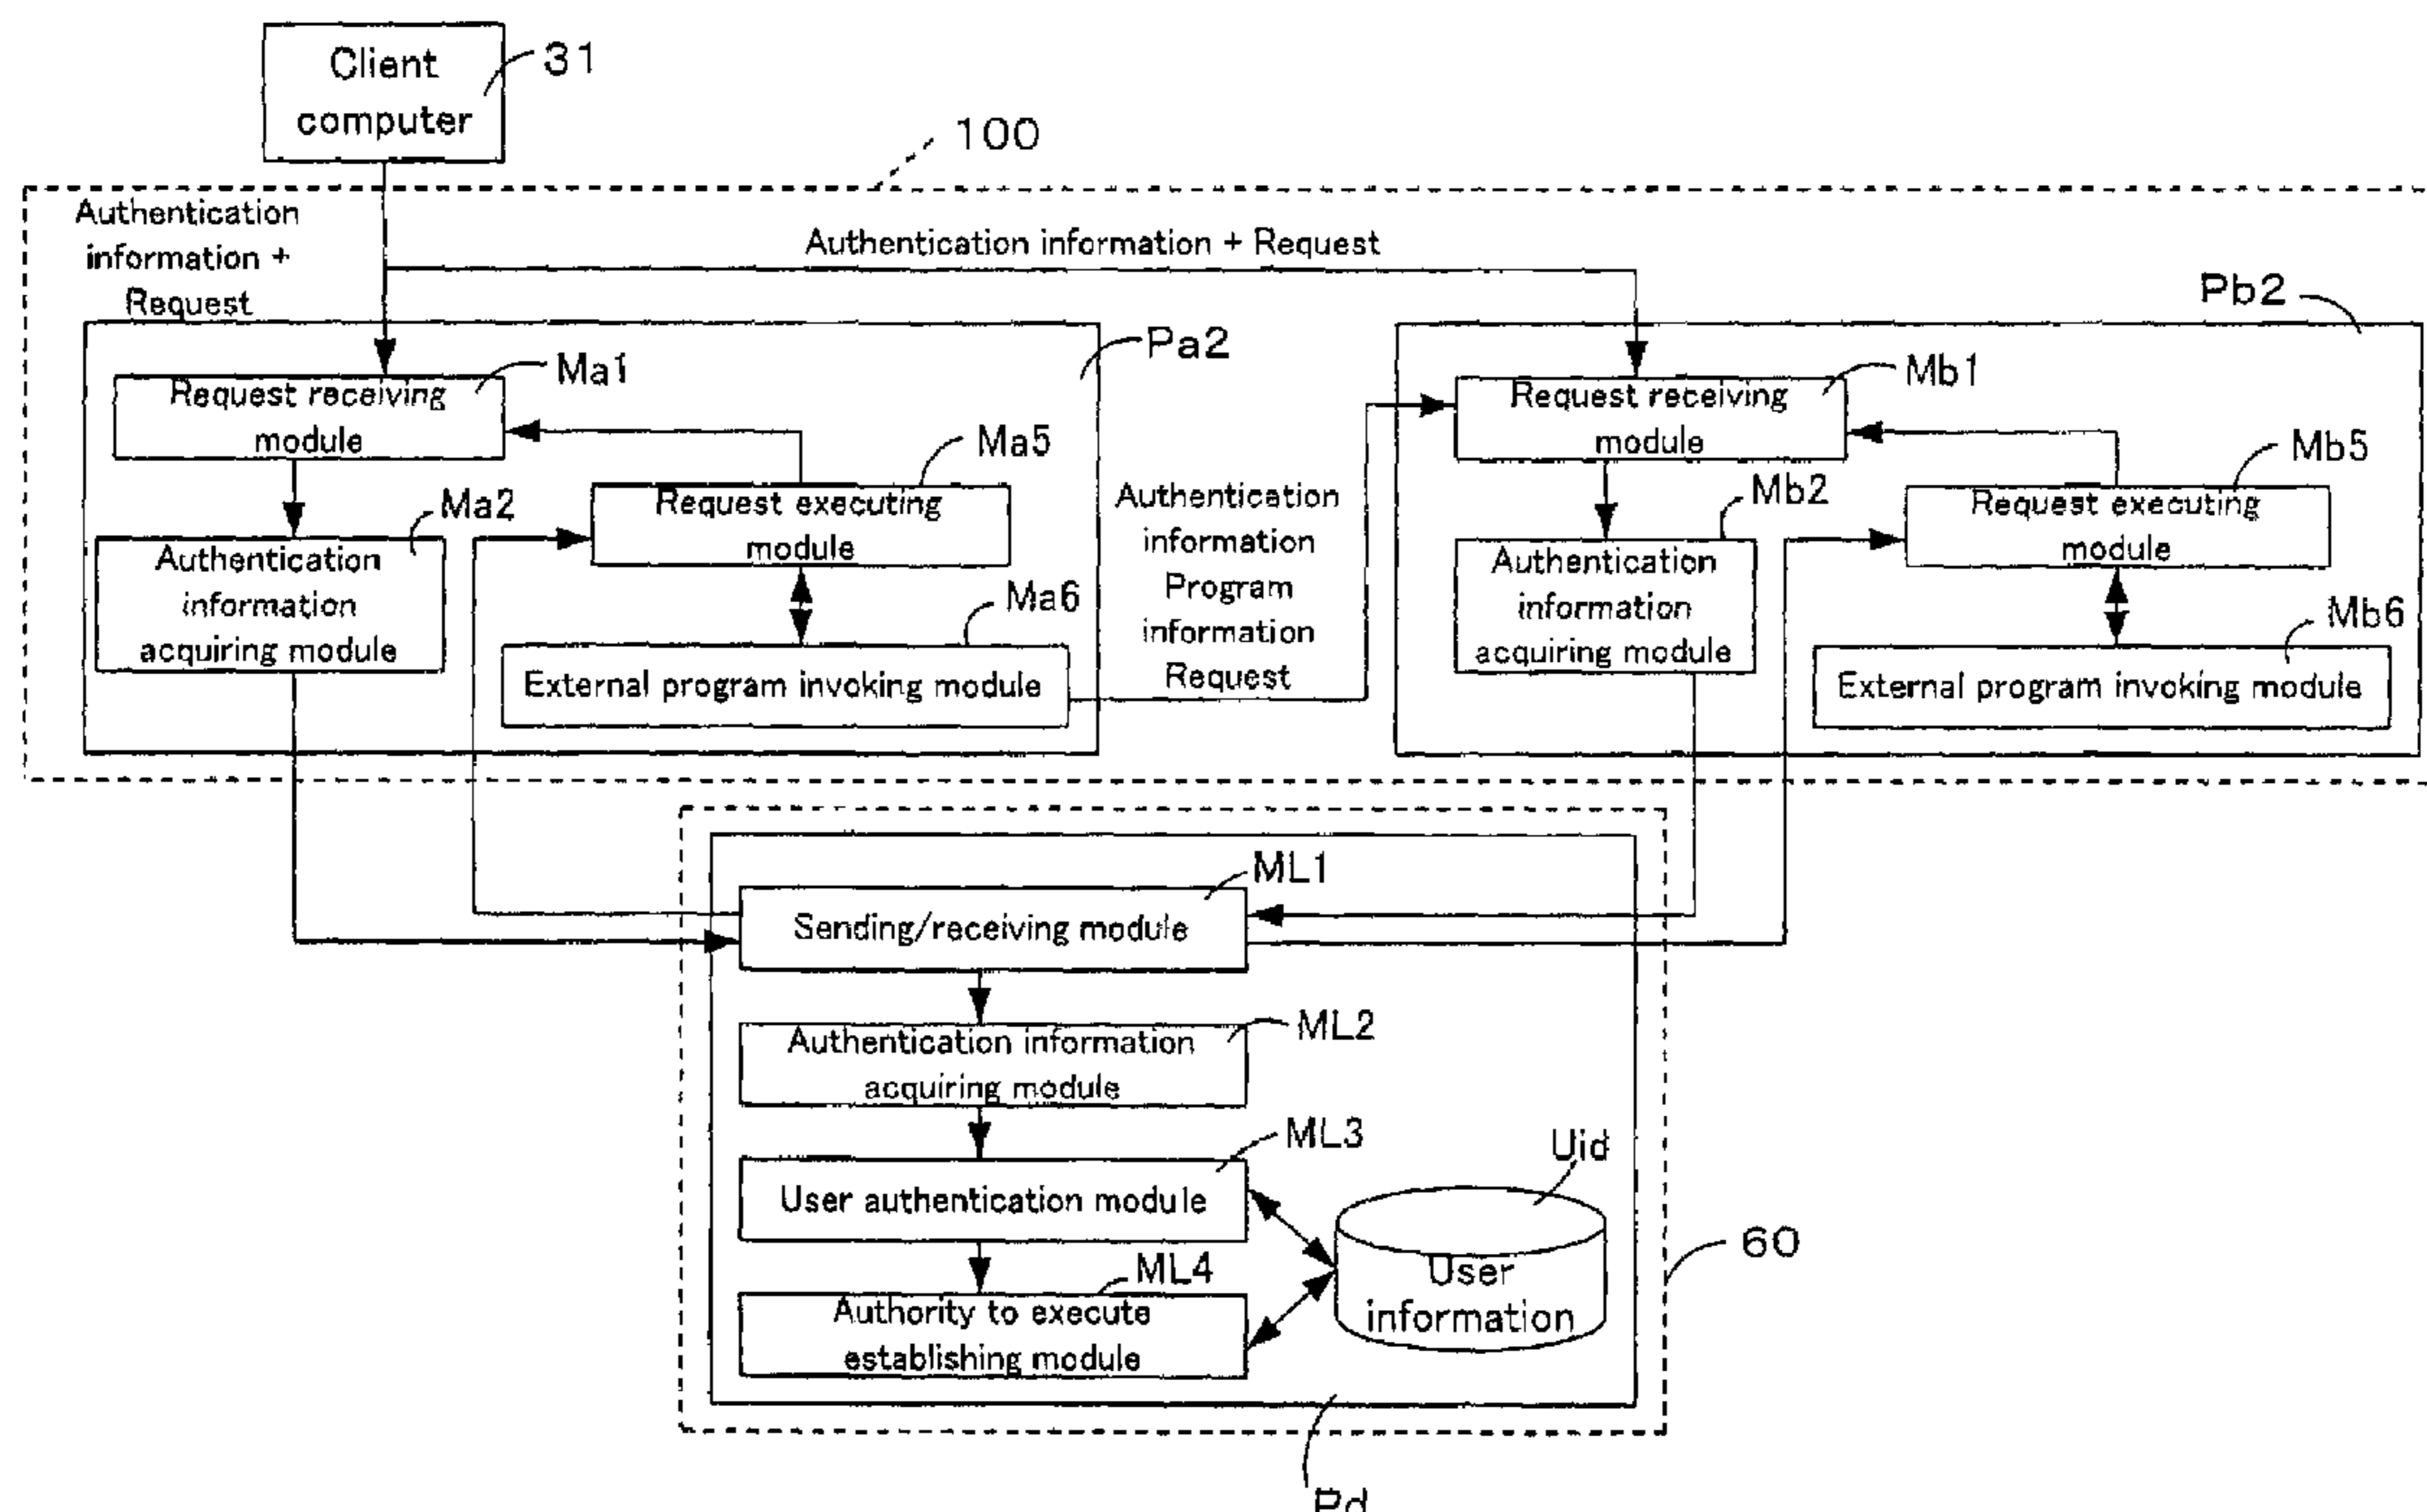 Client
computer
31
100
Authentication
information +
Request
Authentication information + Request
Pb2
Pa2
Request receiving
module
Ma1
Request receiving
module
Mb1
Ma5
Request executing
module
Mb5
Request executing
module
Ma2
Authentication
information
acquiring module
Authentication
information
Program
information
Request
Mb2
Authentication
information
acquiring module
Ma6
External program invoking module
Mb6
External program invoking module
ML1
Sending/receiving module
ML2
Authentication information
acquiring module
ML3
User authentication module
Uid
User
information
60
ML4
Authority to execute
establishing module
Pd